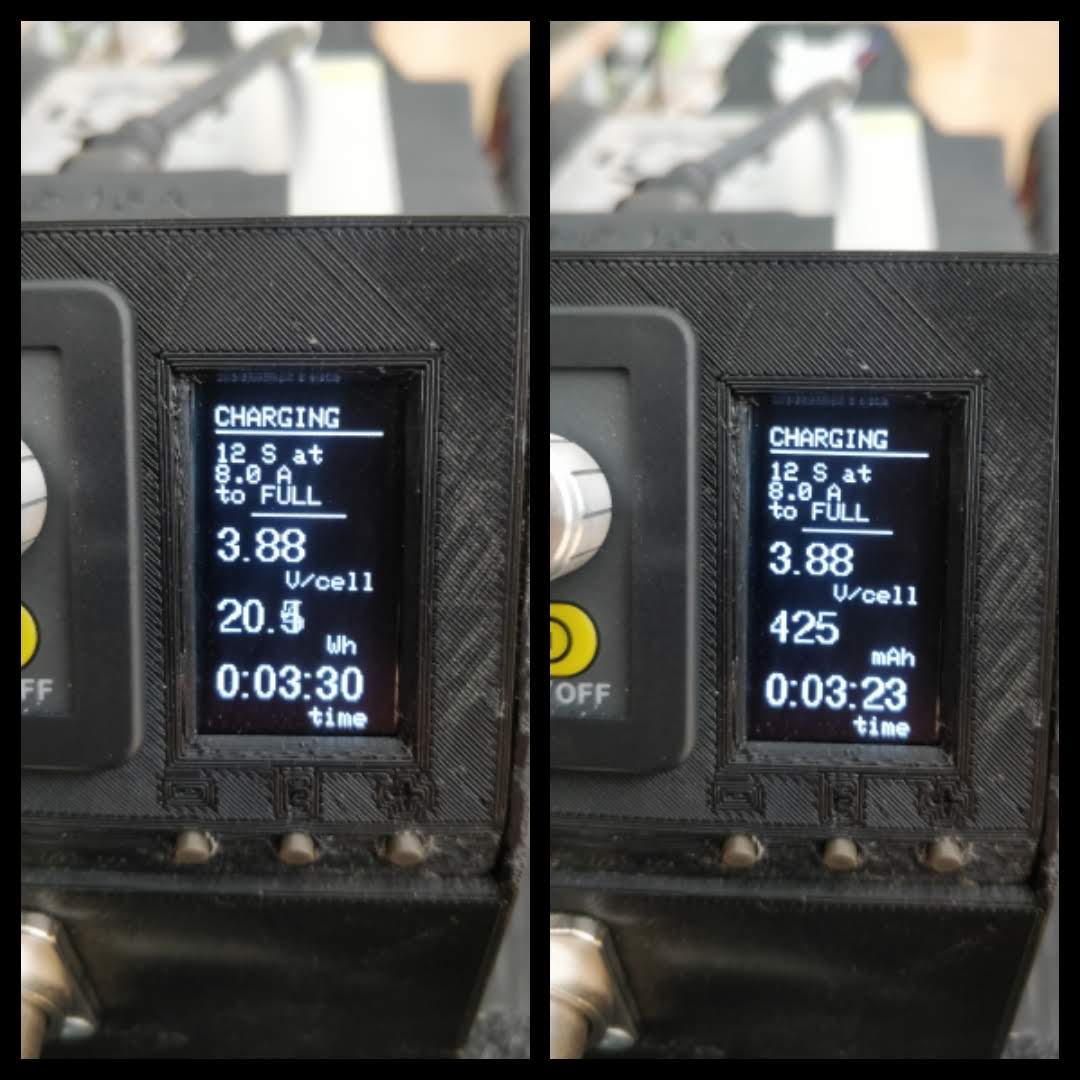 CHARGING
12 S at
8.0 A
to FULL
3.88
V/cell
Wh
0:03:30
time
FF
CHARGING
12 S at
8.0 A
to FULL
3.88
V/cell
425
mAh
0:03:23
time
OFF